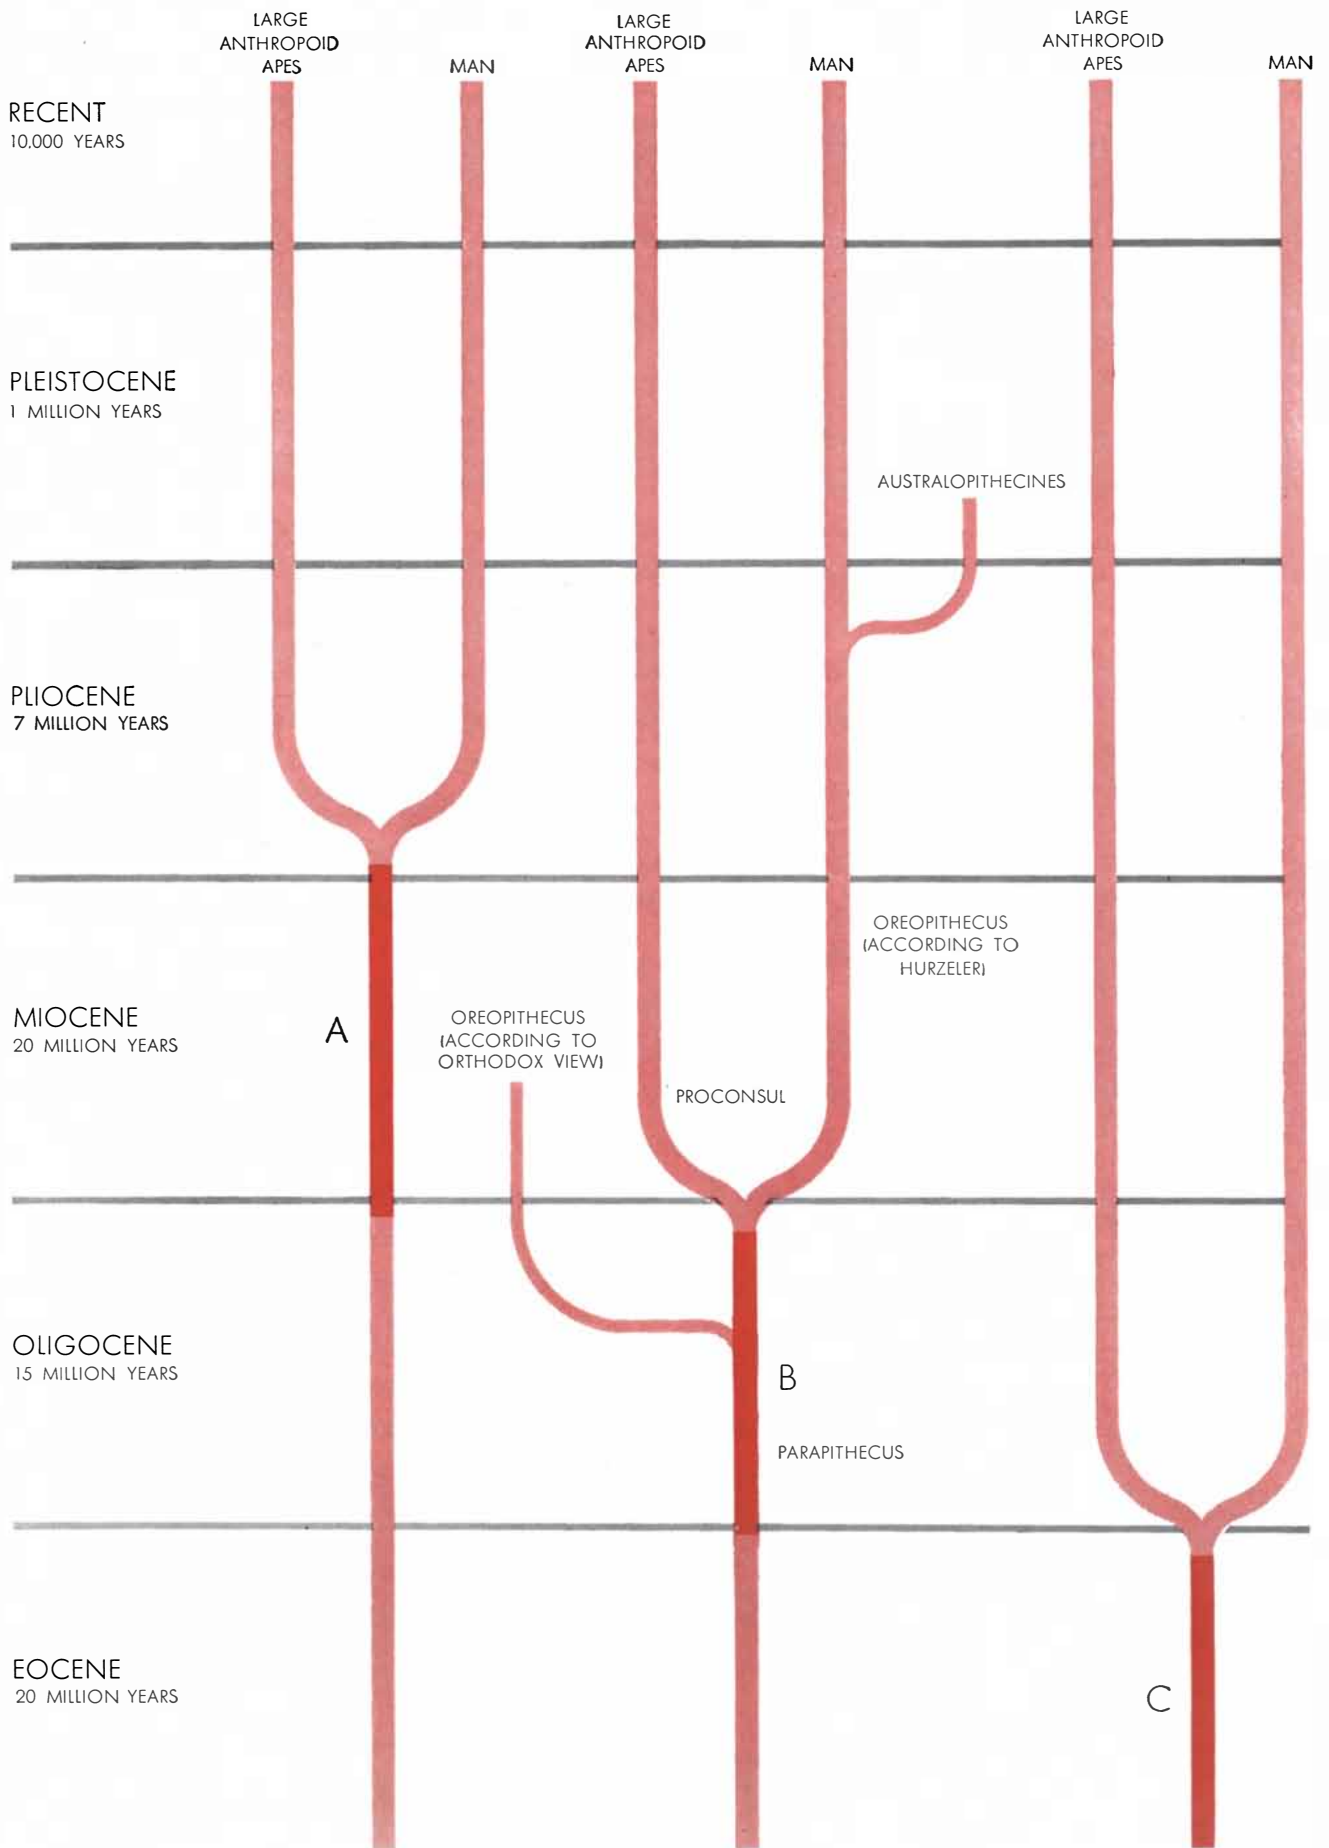 LARGE
ANTHROPOID
APES
MAN
LARGE
ANTHROPOID
APES
MAN
LARGE
ANTHROPOID
APES
MAN
RECENT
10,000 YEARS
PLEISTOCENE
1 MILLION YEARS
AUSTRALOPITHECINES
PLIOCENE
7 MILLION YEARS
OREOPITHECUS
(ACCORDING TO
HURZELER)
MIOCENE
20 MILLION YEARS
A
OREOPITHECUS
(ACCORDING TO
ORTHODOX VIEW)
PROCONSUL
OLIGOCENE
15 MILLION YEARS
B
PARAPITHECUS
EOCENE
20 MILLION YEARS
C